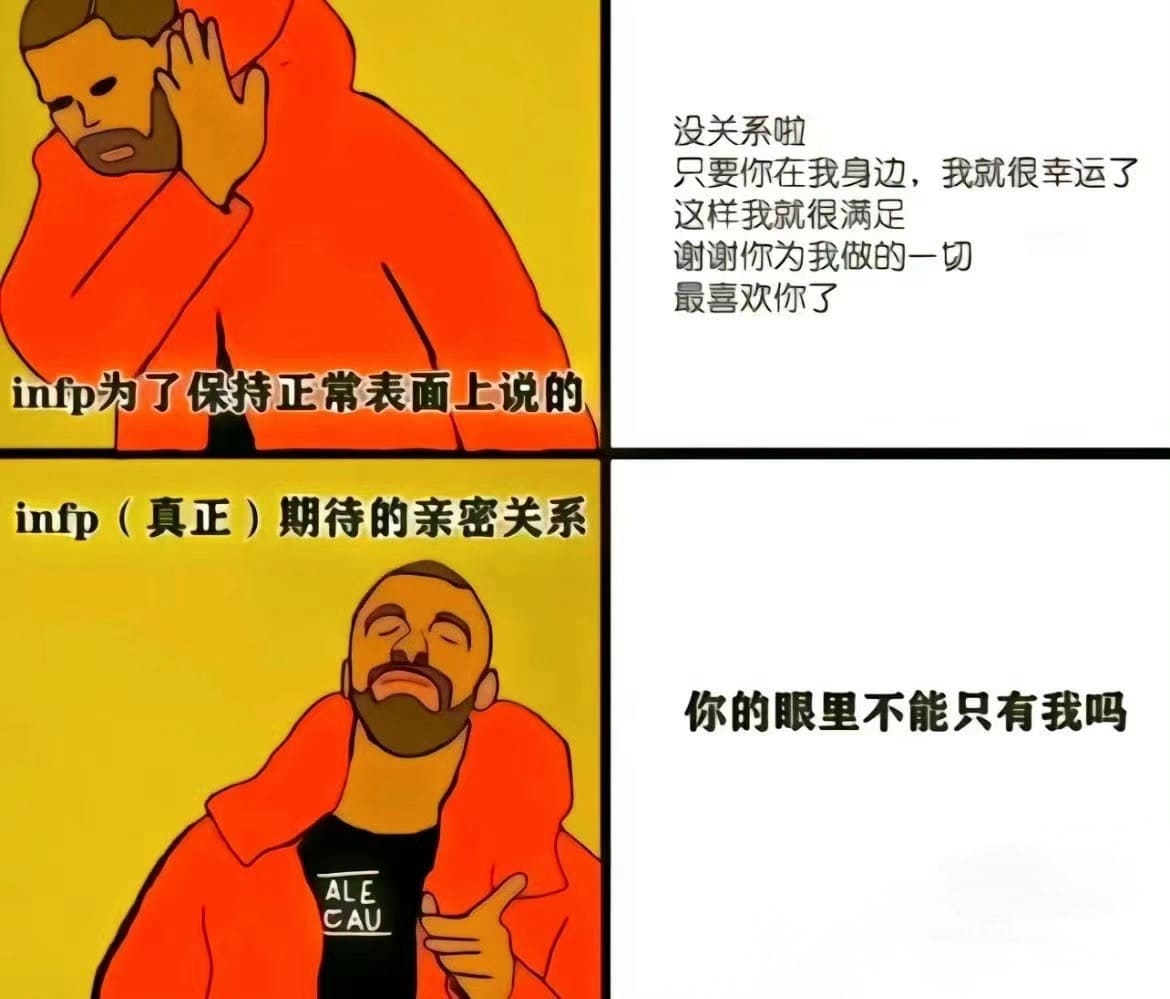 没关系啦
只要你在我身边，我就很幸运了
这样我就很满足
谢谢你为我做的一切
最喜欢你了
infp为了保持正常表面上说的
infp（真正）期待的亲密关系
你的眼里不能只有我吗
ALE
CAU